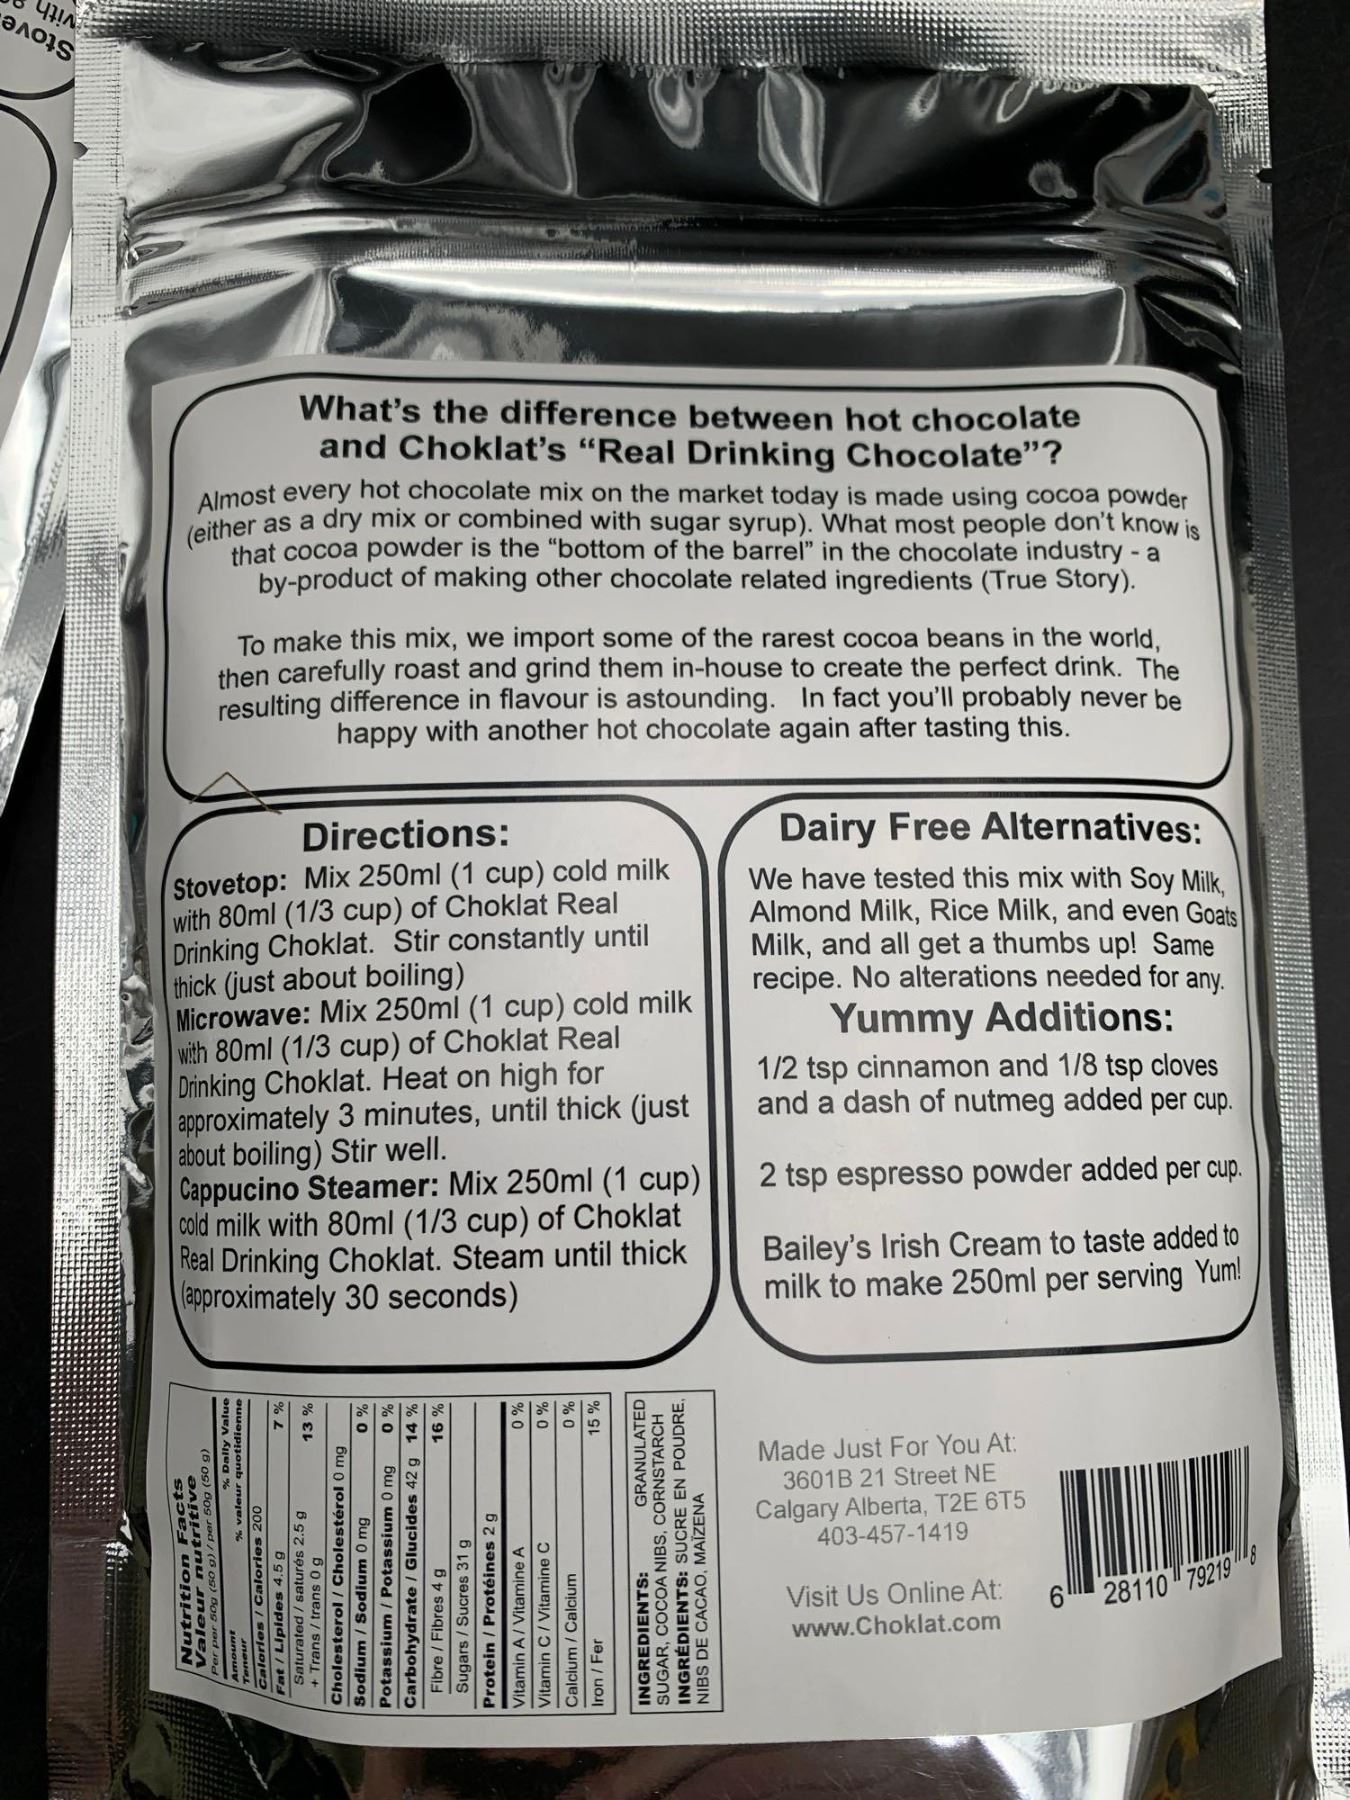 Stove
with 80
What's the difference between hot chocolate
and Choklat's “Real Drinking Chocolate”?
Almost every hot chocolate mix on the market today is made using cocoa powder
(either as a dry mix or combined with sugar syrup). What most people don't know is
that cocoa powder is the “bottom of the barrel” in the chocolate industry - a
by-product of making other chocolate related ingredients (True Story).
To make this mix, we import some of the rarest cocoa beans in the world,
then carefully roast and grind them in-house to create the perfect drink. The
resulting difference in flavour is astounding. In fact you'll probably never be
happy with another hot chocolate again after tasting this.
Directions:
Stovetop: Mix 250ml (1 cup) cold milk
with 80ml (1/3 cup) of Choklat Real
Drinking Choklat. Stir constantly until
thick (just about boiling)
Microwave: Mix 250ml (1 cup) cold milk
with 80ml (1/3 cup) of Choklat Real
Drinking Choklat. Heat on high for
approximately 3 minutes, until thick (just
about boiling) Stir well.
Cappucino Steamer: Mix 250ml (1 cup)
cold milk with 80ml (1/3 cup) of Choklat
Real Drinking Choklat. Steam until thick
(approximately 30 seconds)
Dairy Free Alternatives:
We have tested this mix with Soy Milk,
Almond Milk, Rice Milk, and even Goats
Milk, and all get a thumbs up! Same
recipe. No alterations needed for any.
Yummy Additions:
1/2 tsp cinnamon and 1/8 tsp cloves
and a dash of nutmeg added per cup.
2 tsp espresso powder added per cup.
Bailey's Irish Cream to taste added to
milk to make 250ml per serving Yum!
Nutrition Facts
Valeur nutritive
Per per 50g (50 g) / per 50g (50 g)
Amount % Daily Value
Teneur % valeur quotidienne
Calories / Calories 200
Fat / Lipides 4.5 g 7 %
Saturated / saturés 2.5 g 13 %
+ Trans / trans 0 g
Cholesterol / Cholestérol 0 mg
Sodium / Sodium 0 mg 0 %
Potassium / Potassium 0 mg 0 %
Carbohydrate / Glucides 42 g 14 %
Fibre / Fibres 4 g 16 %
Sugars / Sucres 31 g
Protein / Protéines 2 g
Vitamin A / Vitamine A 0 %
Vitamin C / Vitamine C 0 %
Calcium / Calcium 0 %
Iron / Fer 15 %
INGREDIENTS: GRANULATED
SUGAR, COCOA NIBS, CORNSTARCH
INGRÉDIENTS: SUCRE EN POUDRE,
NIBS DE CACAO, MAÏZENA
Made Just For You At:
3601B 21 Street NE
Calgary Alberta, T2E 6T5
403-457-1419
Visit Us Online At:
www.Choklat.com
6 28110 79219 8